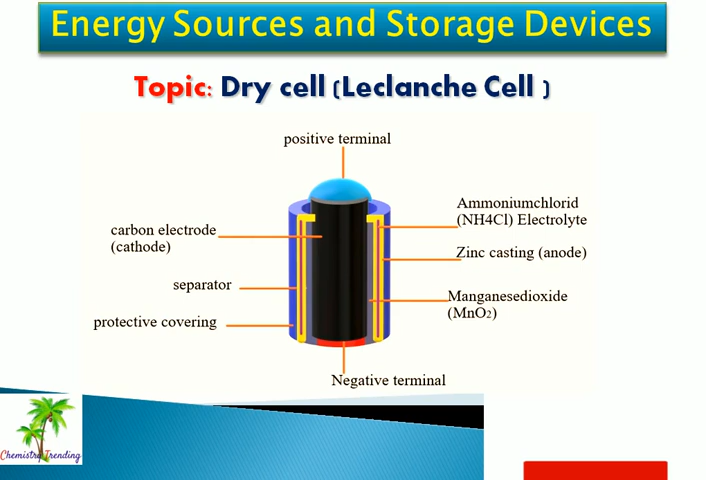 Energy Sources and Storage Devices
Topic: Dry cell (Leclanche Cell )
positive terminal
Ammoniumchlorid
(NH4Cl) Electrolyte
carbon electrode
(cathode)
Zinc casting (anode)
separator
Manganesedioxide
(MnO₂)
protective covering
Negative terminal
Chemistry Trending